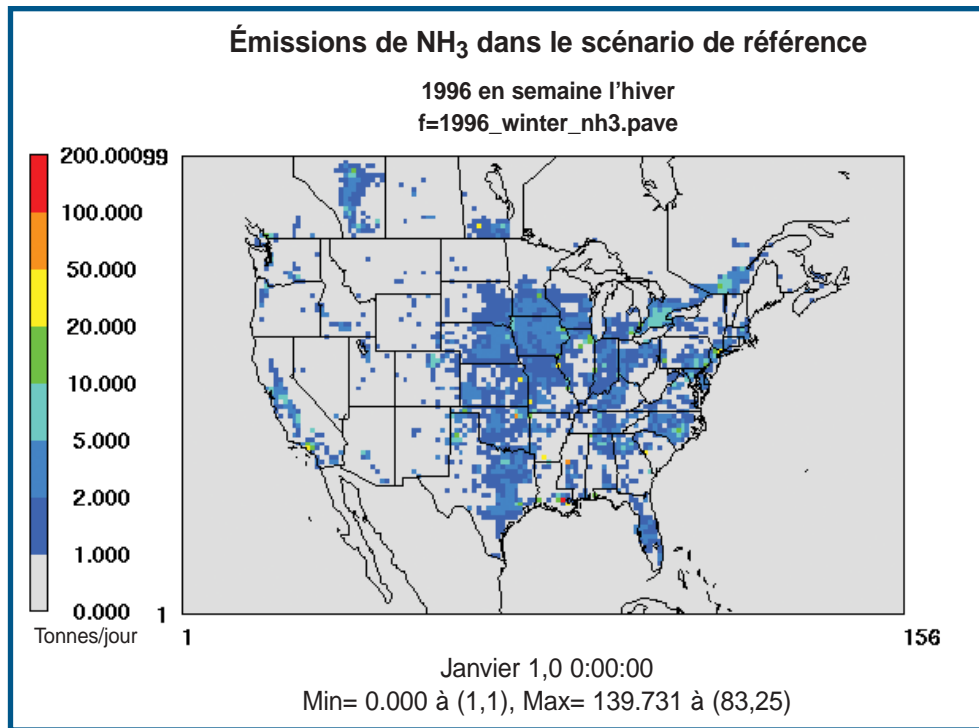 Émissions de NH3 dans le scénario de référence
1996 en semaine l'hiver
f=1996_winter_nh3.pave
200.000
100.000
50.000
20.000
10.000
5.000
2.000
1.000
0.000
Tonnes/jour
99
1
1
156
Janvier 1,0 0:00:00
Min= 0.000 à (1,1), Max= 139.731 à (83,25)